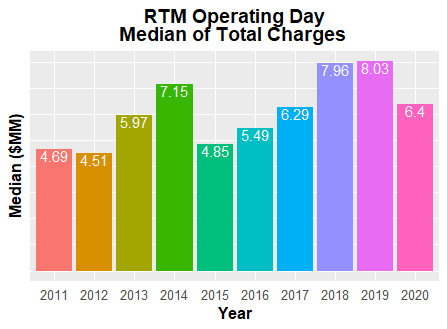 RTM Operating Day
Median of Total Charges
Median ($MM)
4.69
4.51
5.97
7.15
4.85
5.49
6.29
7.96
8.03
6.4
2011 2012 2013 2014 2015 2016 2017 2018 2019 2020
Year